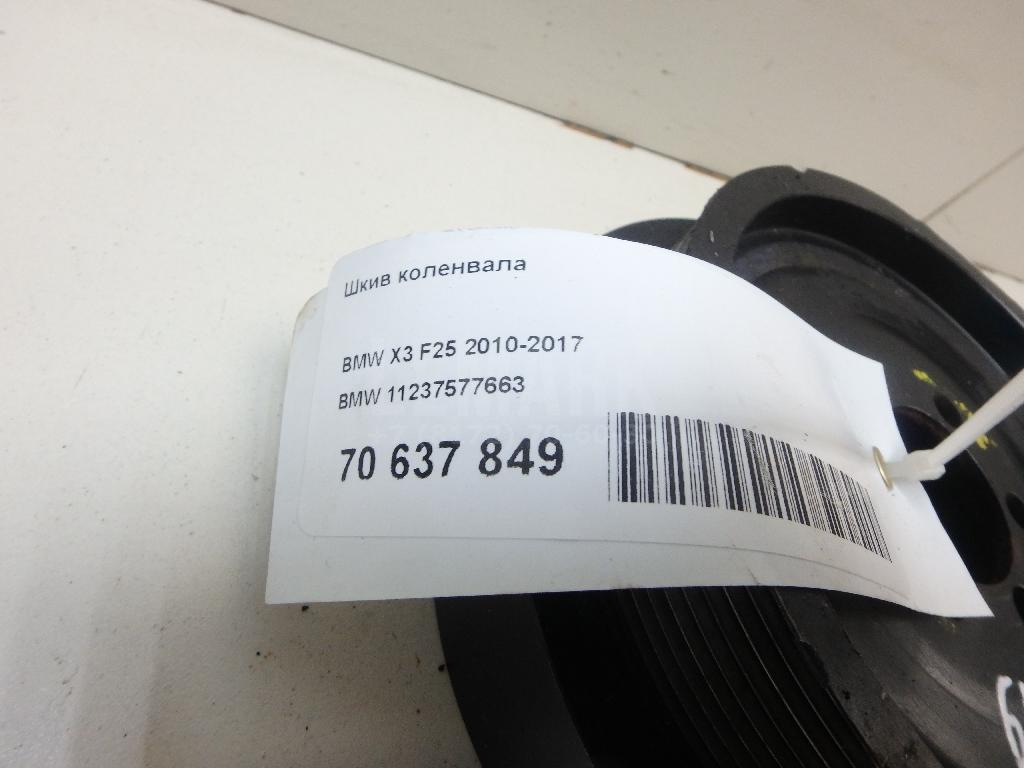 Шкив коленвала
BMW X3 F25 2010-2017
BMW 11237577663
70 637 849